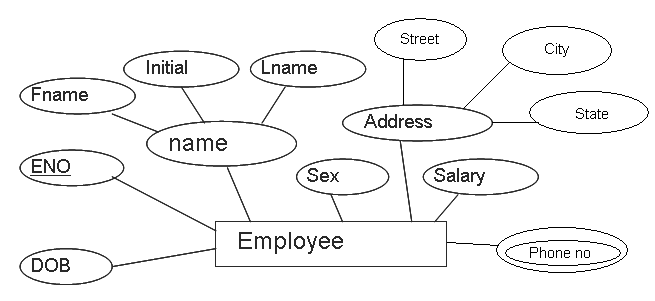 Street
City
Initial
Lname
Fname
State
Address
name
ENO
Sex
Salary
Employee
Phone no
DOB